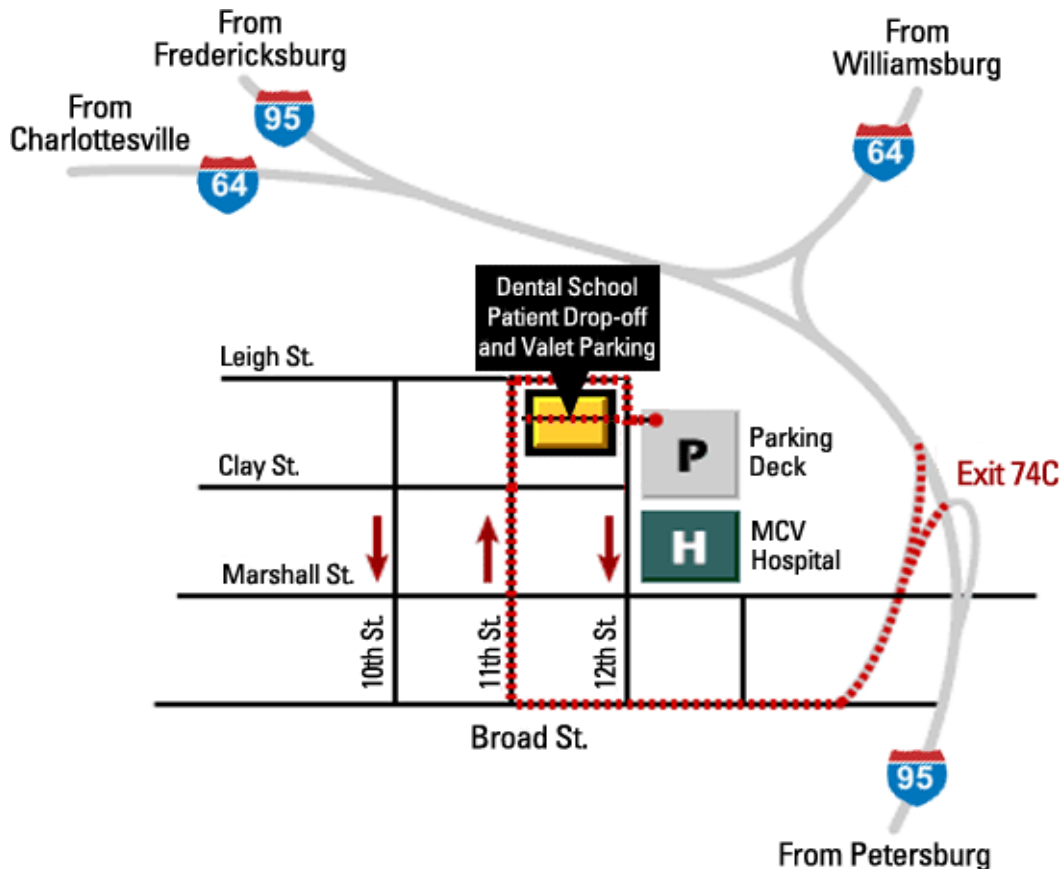 From
Fredericksburg
From
Williamsburg
From
Charlottesville
95
64
64
Dental School
Patient Drop-off
and Valet Parking
Leigh St.
P
Parking
Deck
Clay St.
Exit 74C
H
MCV
Hospital
Marshall St.
10th St.
11th St.
12th St.
Broad St.
95
From Petersburg